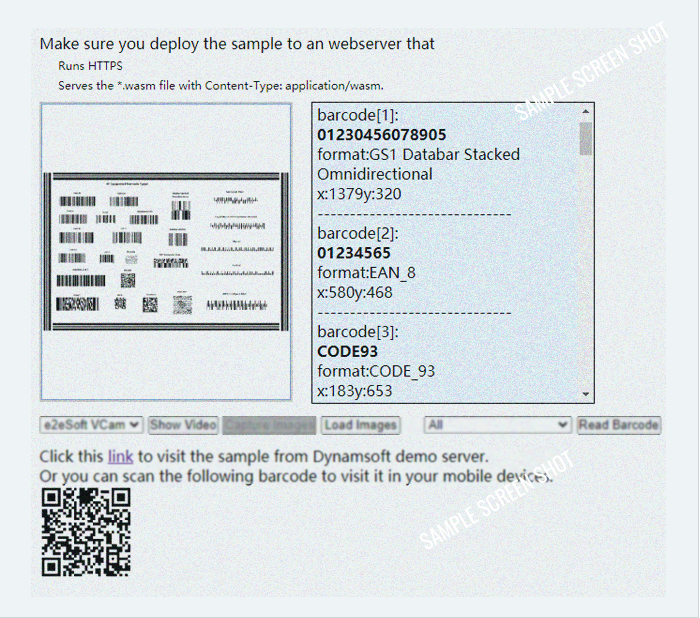 Make sure you deploy the sample to an webserver that
Runs HTTPS
Serves the *.wasm file with Content-Type: application/wasm.
SAMPLE SCREEN SHOT
barcode[1]:
01230456078905
format:GS1 Databar Stacked
Omnidirectional
x:1379y:320
-------------------------------
barcode[2]:
01234565
format:EAN_8
x:580y:468
-------------------------------
barcode[3]:
CODE93
format:CODE_93
x:183y:653
e2eSoft VCam Show Video Capture Images Load Images All Read Barcode
Click this link to visit the sample from Dynamsoft demo server.
Or you can scan the following barcode to visit it in your mobile devices.
SAMPLE SCREENSHOT